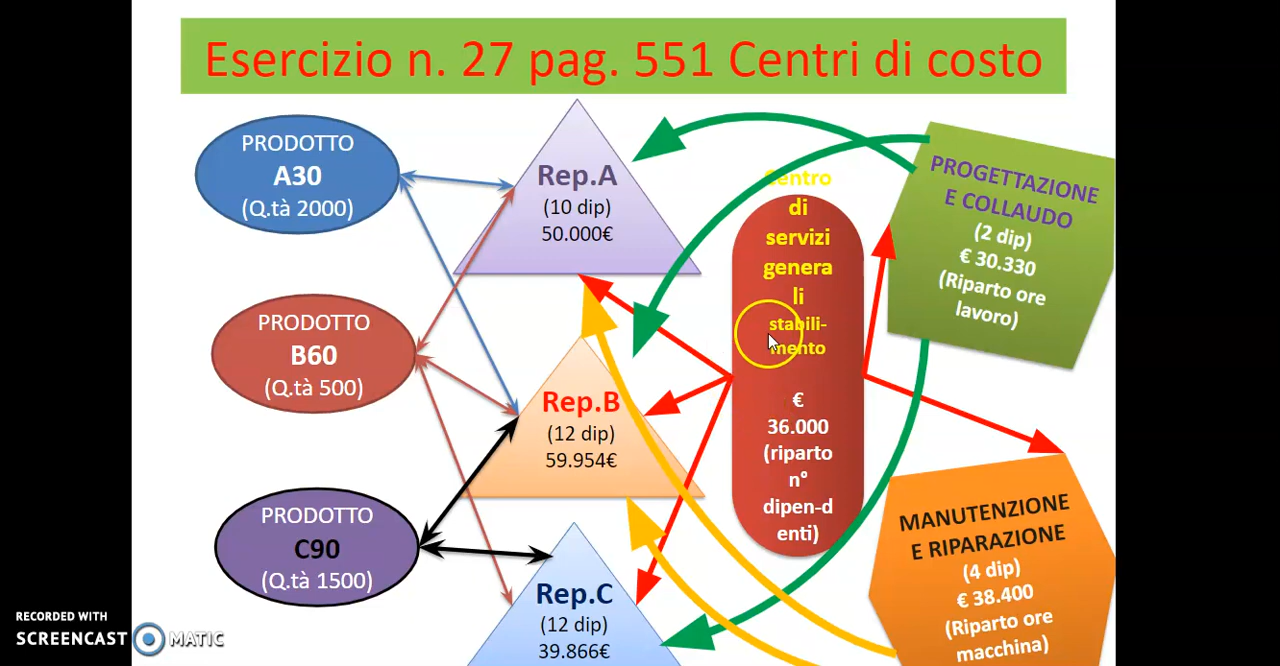 Esercizio n. 27 pag. 551 Centri di costo
PRODOTTO
A30
(Q.tà 2000)
PRODOTTO
B60
(Q.tà 500)
PRODOTTO
C90
(Q.tà 1500)
Rep.A
(10 dip)
50.000€
Rep.B
(12 dip)
59.954€
Rep.C
(12 dip)
39.866€
Centro
di
servizi
genera
li
stabili-
mento
€
36.000
(riparto
n°
dipen-d
enti)
PROGETTAZIONE
E COLLAUDO
(2 dip)
€ 30.330
(Riparto ore
lavoro)
MANUTENZIONE
E RIPARAZIONE
(4 dip)
€ 38.400
(Riparto ore
macchina)
RECORDED WITH
SCREENCAST MATIC